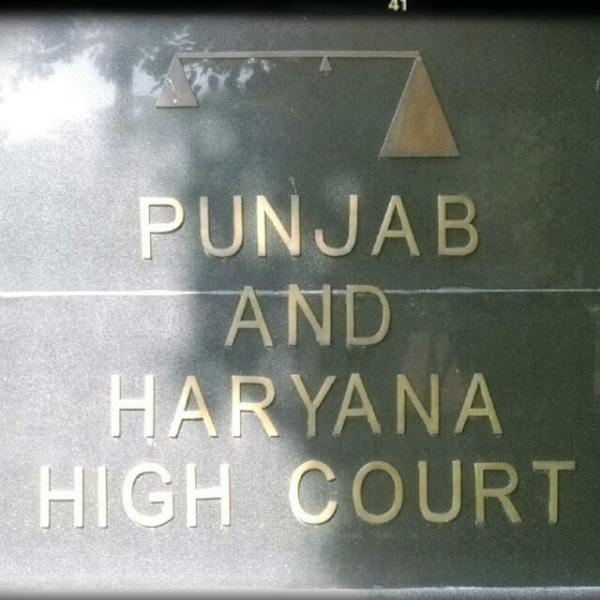 41
PUNJAB
AND
HARYANA
HIGH COURT